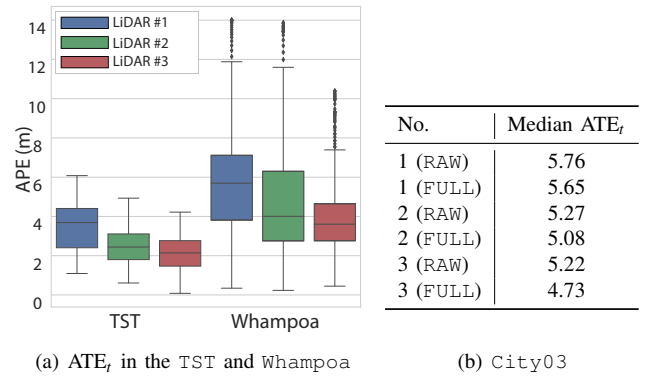 LiDAR #1
LiDAR #2
LiDAR #3
APE (m)
14
12
10
8
6
4
2
0
TST Whampoa
(a) ATEt in the TST and Whampoa
No. Median ATEt
1 (RAW) 5.76
1 (FULL) 5.65
2 (RAW) 5.27
2 (FULL) 5.08
3 (RAW) 5.22
3 (FULL) 4.73
(b) City03